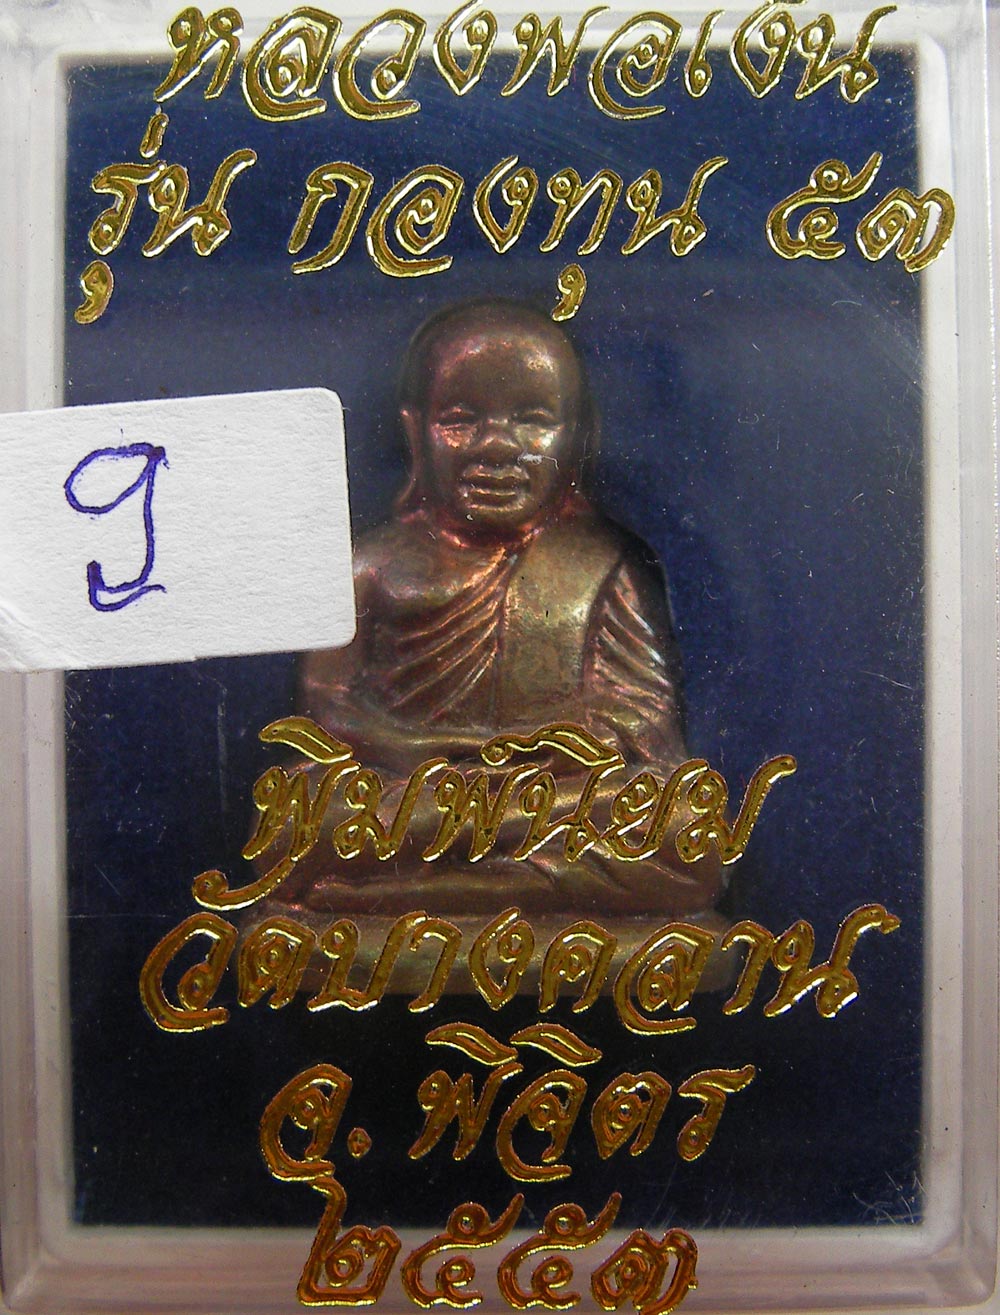 หลวงพ่อเงิน
รุ่น กองทุน ๕๓
9
พิมพ์นิยม
วัดบางคลาน
จ. พิจิตร
๒๕๕๓